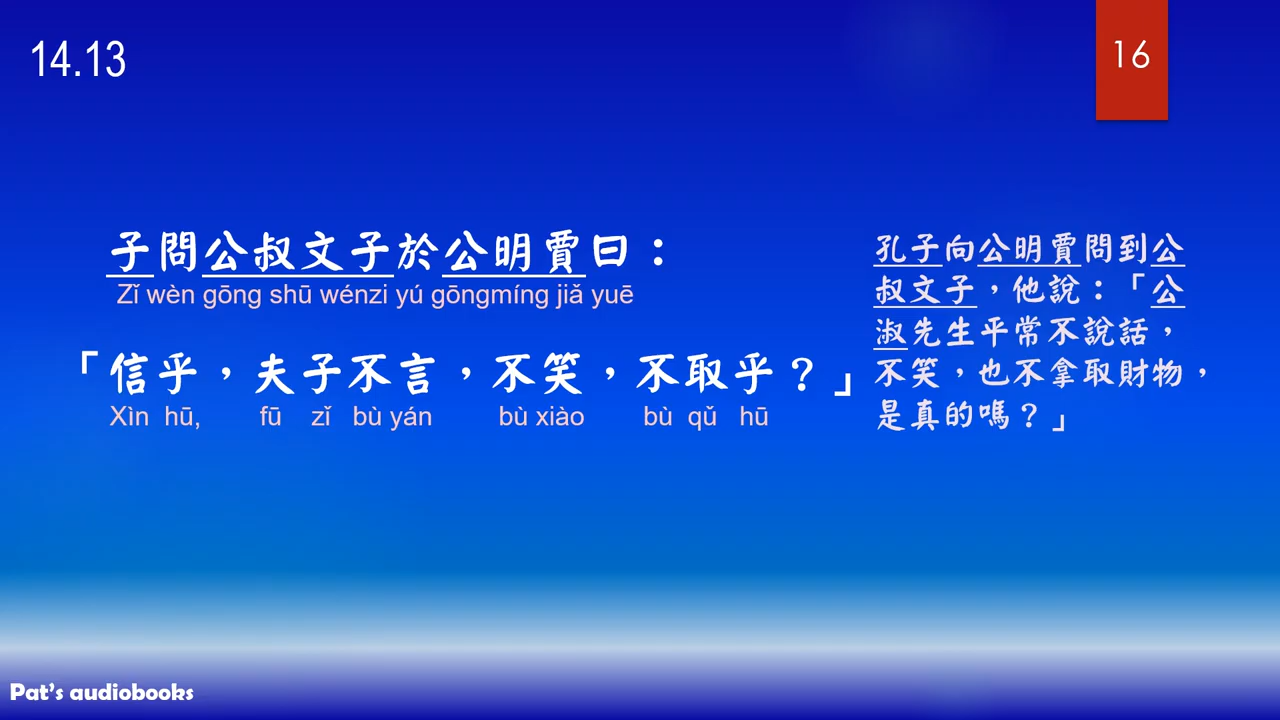 14.13
16
子問公叔文子於公明賈曰：
Zǐ wèn gōng shū wénzi yú gōngmíng jiǎ yuē
「信乎，夫子不言，不笑，不取乎？」
Xìn hū, fū zǐ bù yán bù xiào bù qǔ hū
孔子向公明賈問到公
叔文子，他說：「公
淑先生平常不說話，
不笑，也不拿取財物，
是真的嗎？」
Pat's audiobooks